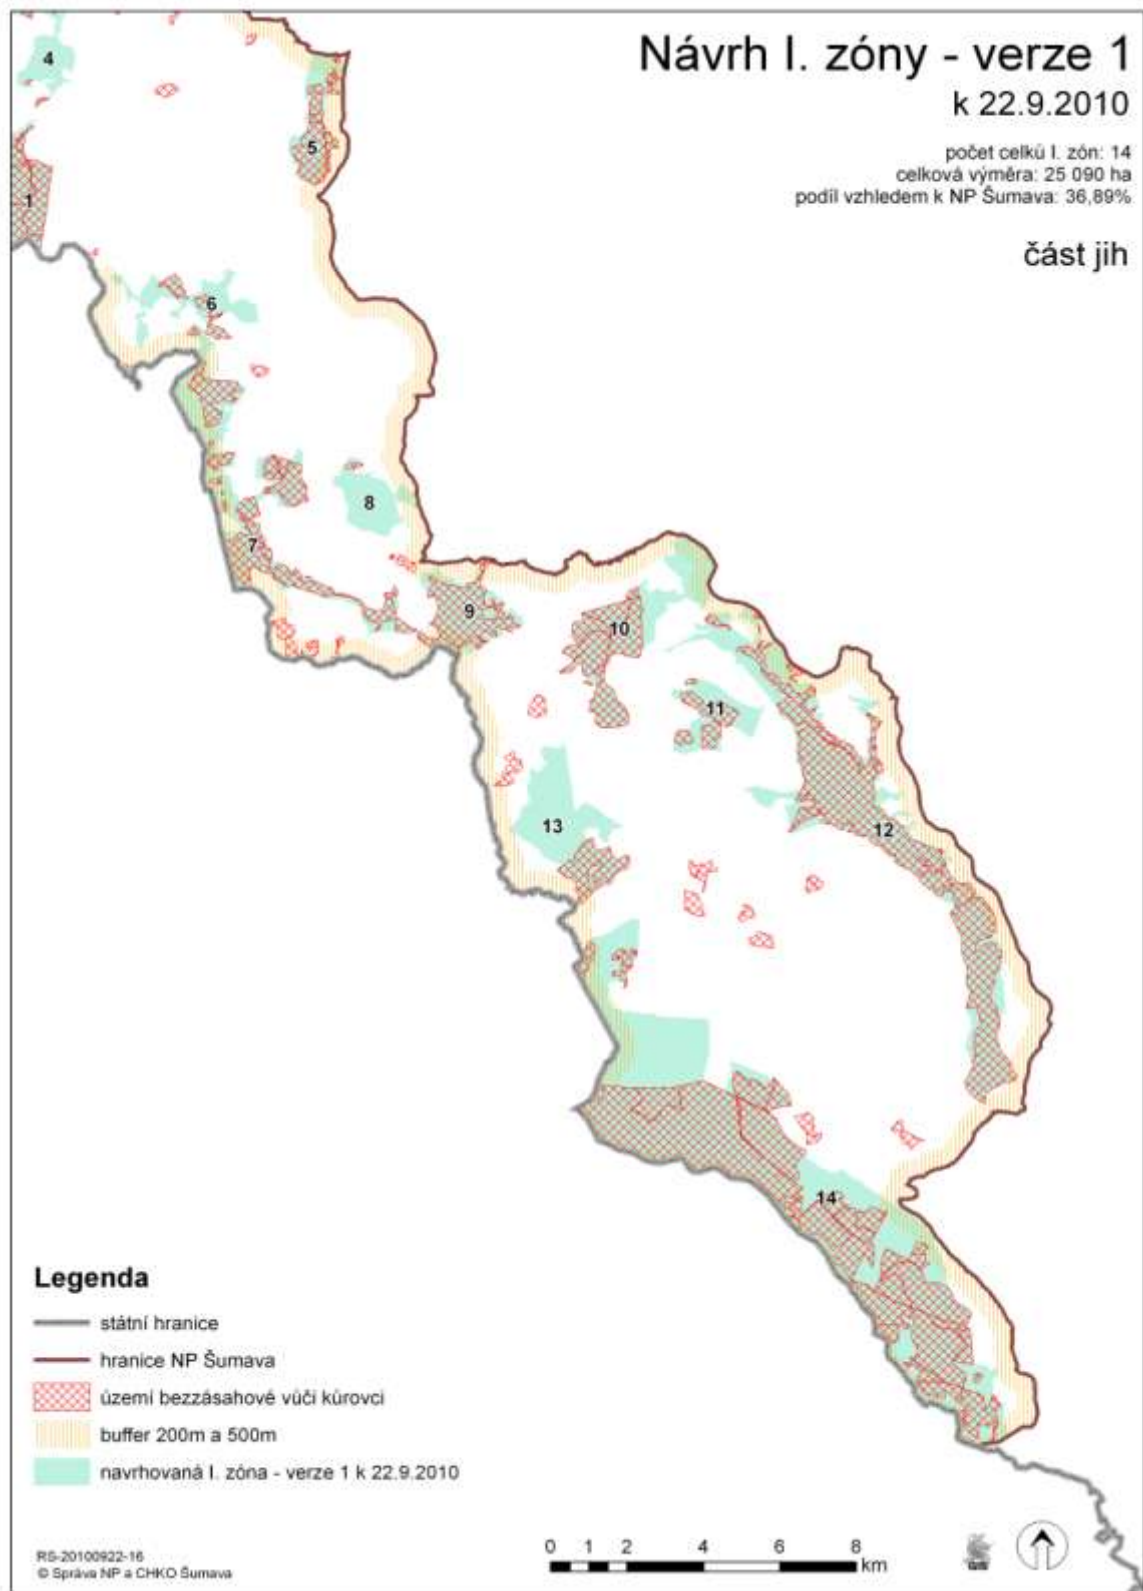 Návrh I. zóny - verze 1
k 22.9.2010
počet celků I. zón: 14
celková výměra: 25 090 ha
podíl vzhledem k NP Šumava: 36,89%
část jih
4
5
1
6
8
7
9
10
11
13
12
14
Legenda
státní hranice
hranice NP Šumava
území bezzásahové vůči kůrovci
buffer 200m a 500m
navrhovaná I. zóna - verze 1 k 22.9.2010
RS-20100922-16
© Správa NP a CHKO Šumava
0 1 2 4 6 8
km
GIS